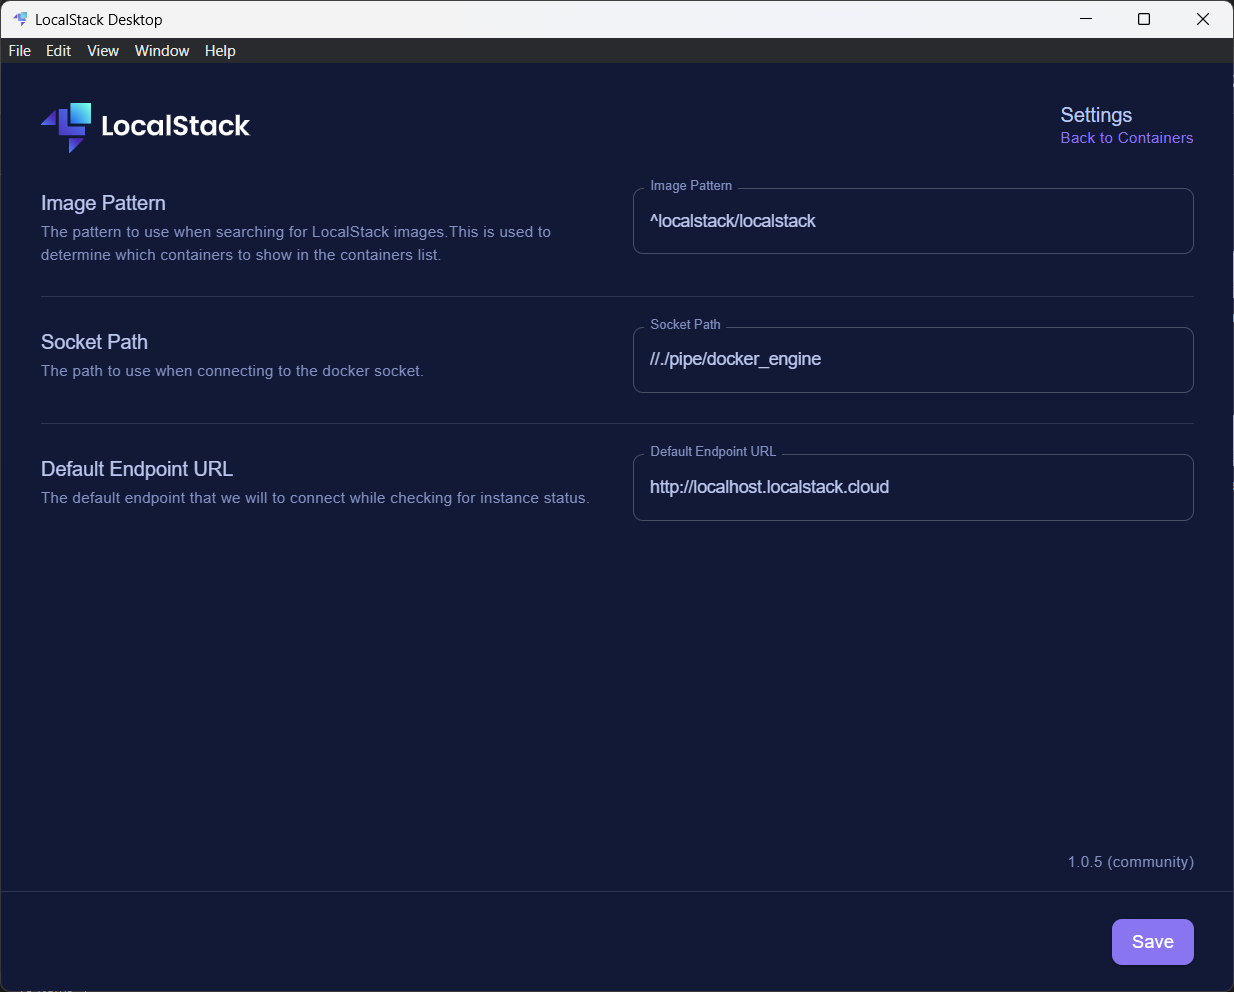 LocalStack Desktop
File Edit View Window Help
LocalStack
Settings
Back to Containers
Image Pattern
The pattern to use when searching for LocalStack images.This is used to
determine which containers to show in the containers list.
Image Pattern
^localstack/localstack
Socket Path
The path to use when connecting to the docker socket.
Socket Path
//./pipe/docker_engine
Default Endpoint URL
The default endpoint that we will to connect while checking for instance status.
Default Endpoint URL
http://localhost.localstack.cloud
1.0.5 (community)
Save